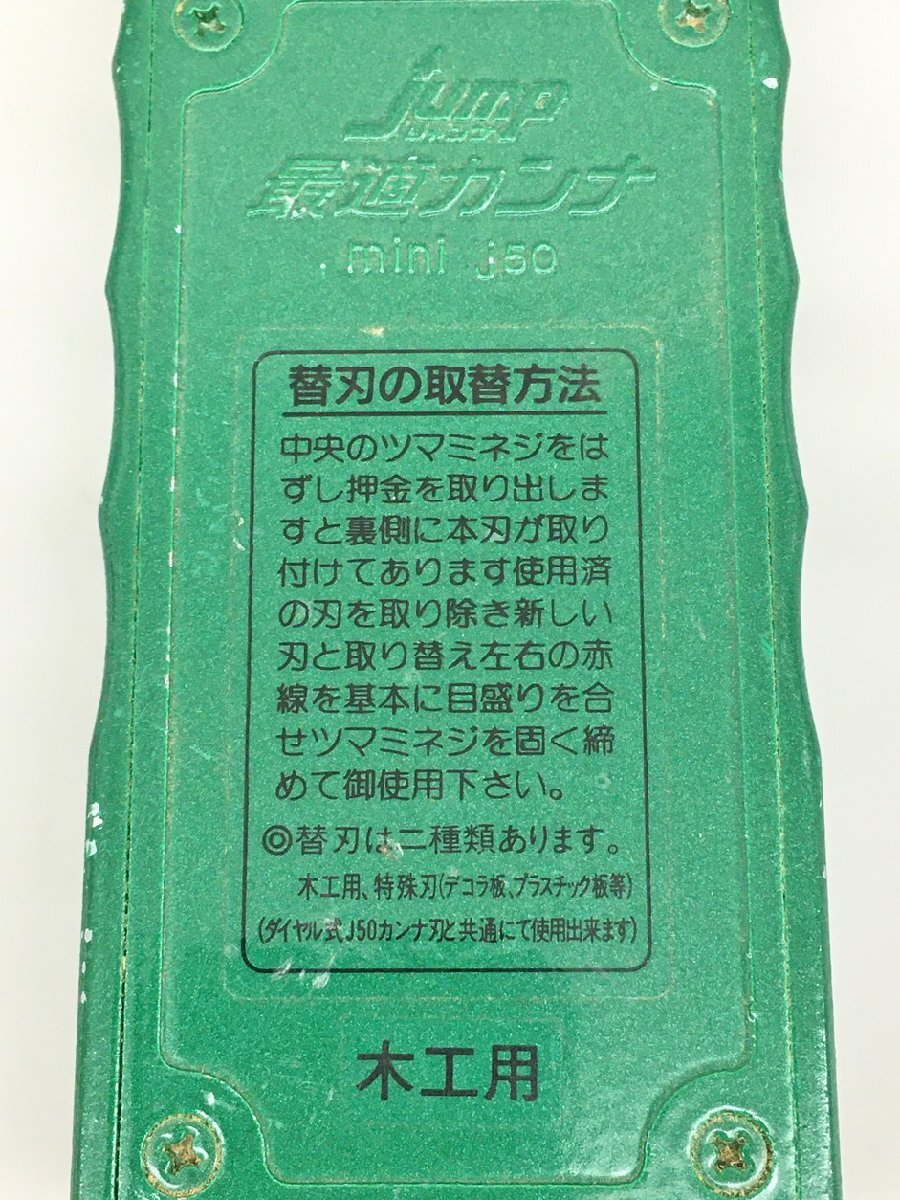 jump
最適カンナ
mini j50
替刃の取替方法
中央のツマミネジをは
ずし押金を取り出しま
すと裏側に本刃が取り
付けてあります使用済
の刃を取り除き新しい
刃と取り替え左右の赤
線を基本に目盛りを合
せツマミネジを固く締
めて御使用下さい。
◎替刃は二種類あります。
木工用、特殊刃(デコラ板、プラスチック板等)
(ダイヤル式J50カンナ刃と共通にて使用出来ます)
木工用